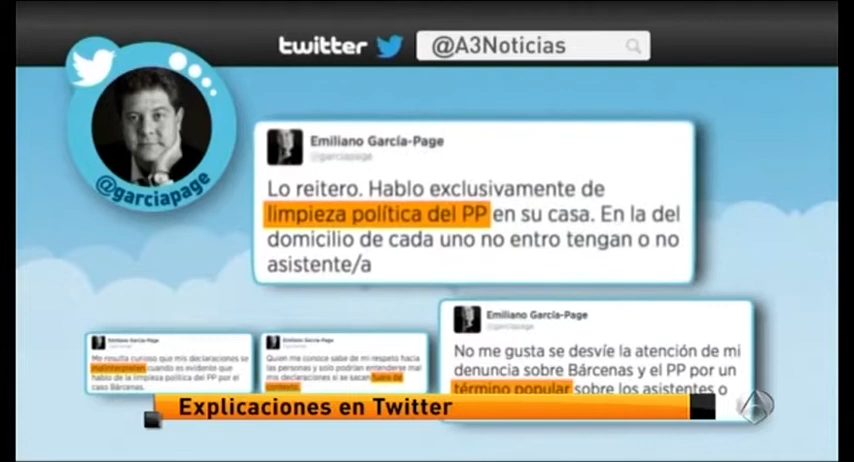 twitter
@A3Noticias
@garciapage
Emiliano García-Page
@garciapage
Lo reitero. Hablo exclusivamente de
limpieza política del PP en su casa. En la del
domicilio de cada uno no entro tengan o no
asistente/a
Emiliano García-Page
Me resulta curioso que mis declaraciones se
malinterpreten cuando es evidente que
hablo de la limpieza política del PP por el
caso Bárcenas.
Emiliano García-Page
Quien me conoce sabe de mi respeto hacia
las personas y solo podrían entenderse mal
mis declaraciones si se sacan fuera de
contexto.
Emiliano García-Page
@garciapage
No me gusta se desvíe la atención de mi
denuncia sobre Bárcenas y el PP por un
término popular sobre los asistentes o
Explicaciones en Twitter